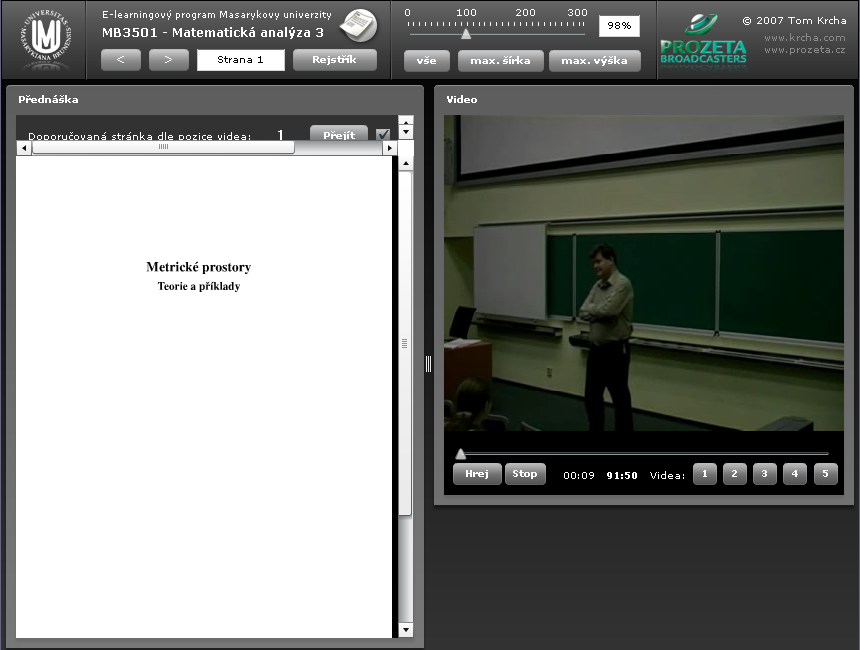 UNIVERSITAS MASARYKIANA BRUNENSIS
MU
E-learningový program Masarykovy univerzity
MB3501 - Matematická analýza 3
<
>
Strana 1
Rejstřík
0 100 200 300
98%
vše
max. šířka
max. výška
PROZETA
BROADCASTERS
© 2007 Tom Krcha
www.krcha.com
www.prozeta.cz
Přednáška
Doporučovaná stránka dle pozice videa: 1 Přejít
Metrické prostory
Teorie a příklady
Video
Hrej
Stop
00:09
91:50
Videa:
1
2
3
4
5